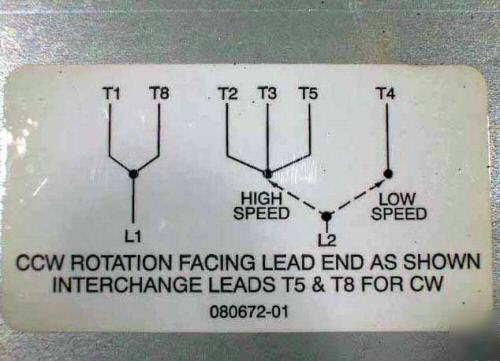 T1 T8 T2 T3 T5 T4
HIGH SPEED
LOW SPEED
L1 L2
CCW ROTATION FACING LEAD END AS SHOWN
INTERCHANGE LEADS T5 & T8 FOR CW
080672-01